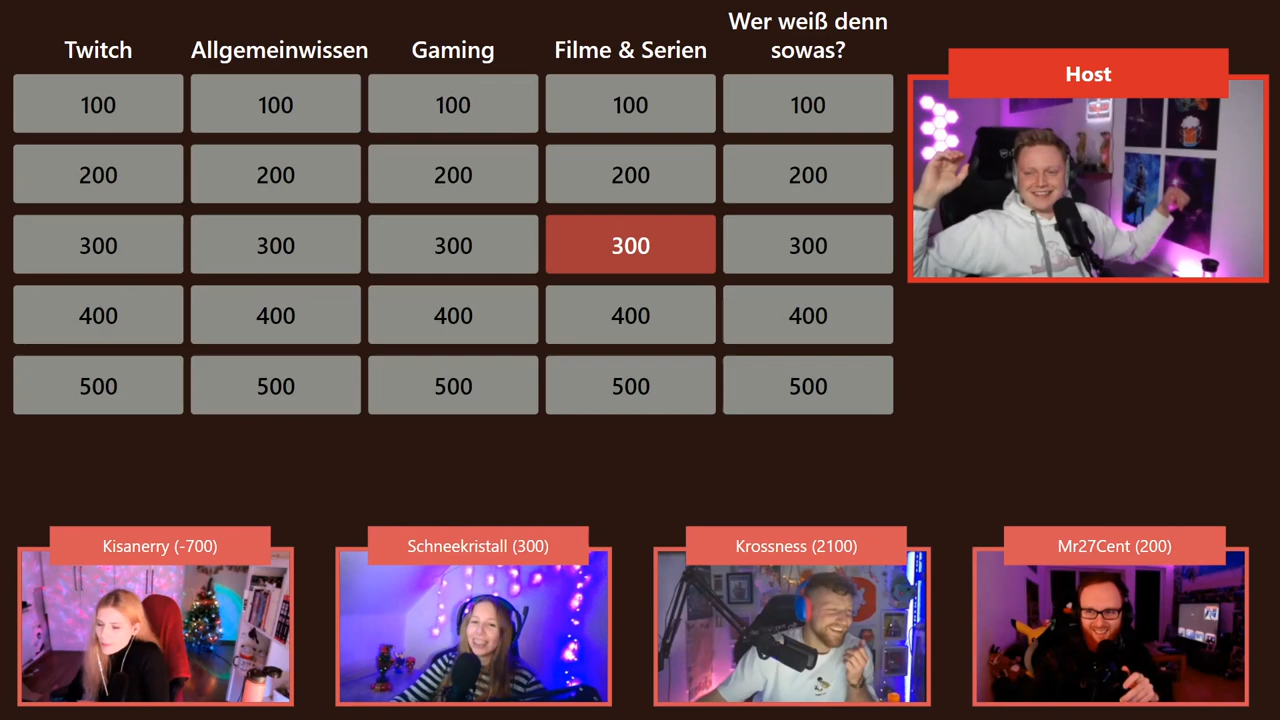 Twitch
Allgemeinwissen
Gaming
Filme & Serien
Wer weiß denn
sowas?
100
100
100
100
100
200
200
200
200
200
300
300
300
300
300
400
400
400
400
400
500
500
500
500
500
Host
Kisanerry (-700)
Schneekristall (300)
Krossness (2100)
Mr27Cent (200)